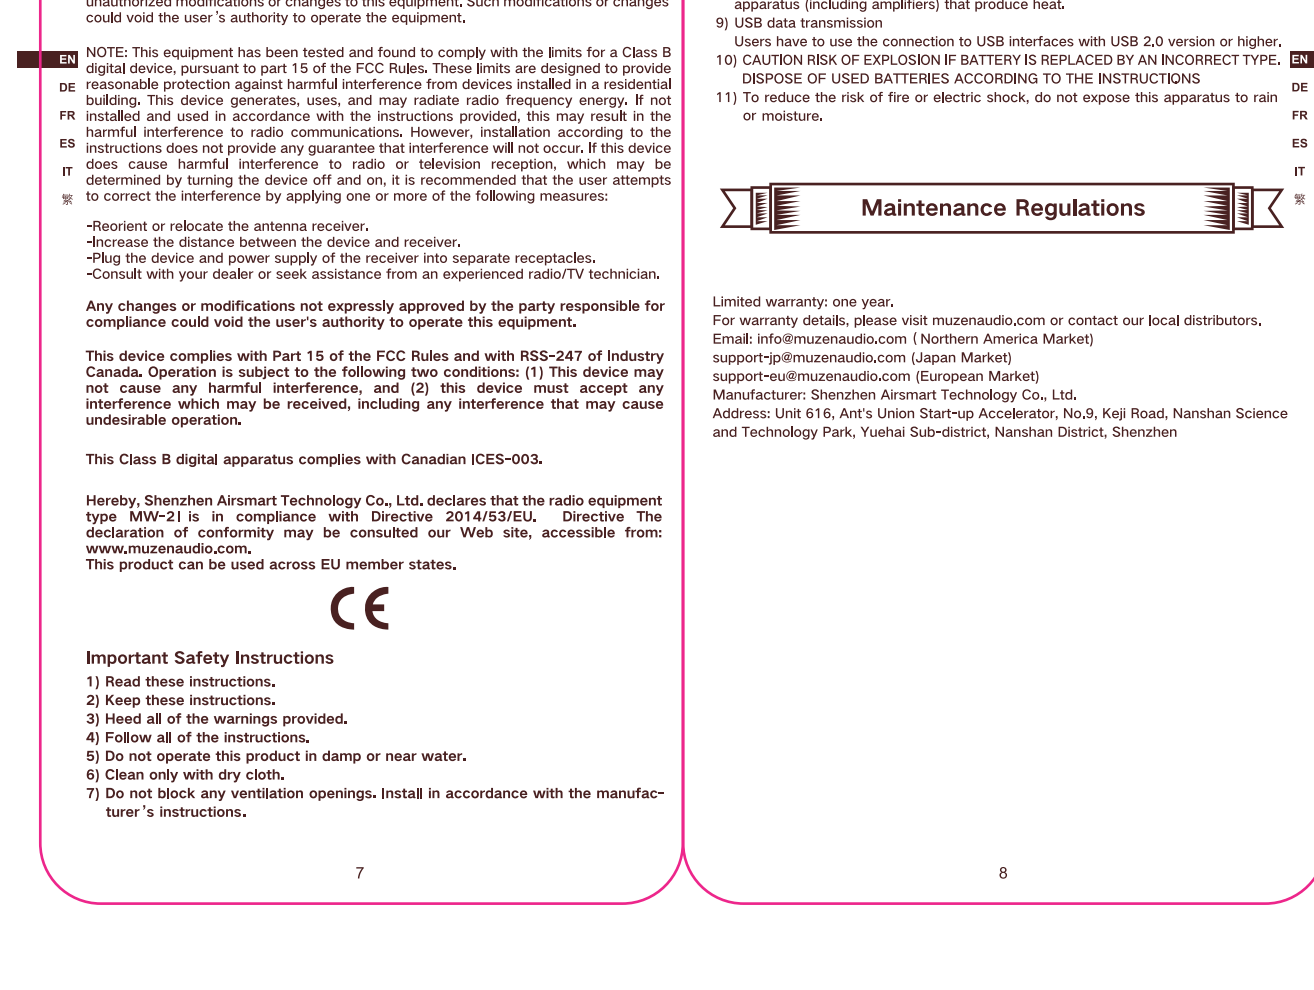 unauthorized modifications or changes to this equipment. Such modifications or changes
could void the user's authority to operate the equipment.
NOTE: This equipment has been tested and found to comply with the limits for a Class B
digital device, pursuant to part 15 of the FCC Rules. These limits are designed to provide
reasonable protection against harmful interference from devices installed in a residential
building. This device generates, uses, and may radiate radio frequency energy. If not
installed and used in accordance with the instructions provided, this may result in the
harmful interference to radio communications. However, installation according to the
instructions does not provide any guarantee that interference will not occur. If this device
does cause harmful interference to radio or television reception, which may be
determined by turning the device off and on, it is recommended that the user attempts
to correct the interference by applying one or more of the following measures:
-Reorient or relocate the antenna receiver.
-Increase the distance between the device and receiver.
-Plug the device and power supply of the receiver into separate receptacles.
-Consult with your dealer or seek assistance from an experienced radio/TV technician.
Any changes or modifications not expressly approved by the party responsible for
compliance could void the user's authority to operate this equipment.
This device complies with Part 15 of the FCC Rules and with RSS-247 of Industry
Canada. Operation is subject to the following two conditions: (1) This device may
not cause any harmful interference, and (2) this device must accept any
interference which may be received, including any interference that may cause
undesirable operation.
This Class B digital apparatus complies with Canadian ICES-003.
Hereby, Shenzhen Airsmart Technology Co., Ltd. declares that the radio equipment
type MW-2I is in compliance with Directive 2014/53/EU. Directive The
declaration of conformity may be consulted our Web site, accessible from:
www.muzenaudio.com.
This product can be used across EU member states.
CE
Important Safety Instructions
1) Read these instructions.
2) Keep these instructions.
3) Heed all of the warnings provided.
4) Follow all of the instructions.
5) Do not operate this product in damp or near water.
6) Clean only with dry cloth.
7) Do not block any ventilation openings. Install in accordance with the manufac-
turer's instructions.
7
EN
DE
FR
ES
IT
繁
apparatus (including amplifiers) that produce heat.
9) USB data transmission
Users have to use the connection to USB interfaces with USB 2.0 version or higher.
10) CAUTION RISK OF EXPLOSION IF BATTERY IS REPLACED BY AN INCORRECT TYPE.
DISPOSE OF USED BATTERIES ACCORDING TO THE INSTRUCTIONS
11) To reduce the risk of fire or electric shock, do not expose this apparatus to rain
or moisture.
Maintenance Regulations
Limited warranty: one year.
For warranty details, please visit muzenaudio.com or contact our local distributors.
Email: info@muzenaudio.com ( Northern America Market)
support-jp@muzenaudio.com (Japan Market)
support-eu@muzenaudio.com (European Market)
Manufacturer: Shenzhen Airsmart Technology Co., Ltd.
Address: Unit 616, Ant's Union Start-up Accelerator, No.9, Keji Road, Nanshan Science
and Technology Park, Yuehai Sub-district, Nanshan District, Shenzhen
8
EN
DE
FR
ES
IT
繁